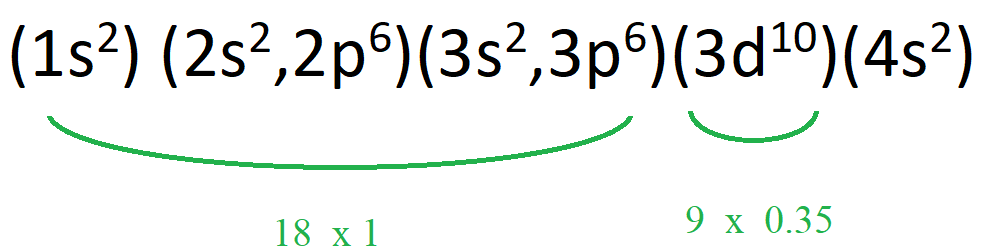 (1s²) (2s²,2p⁶)(3s²,3p⁶)(3d¹⁰)(4s²)
18 x 1
9 x 0.35